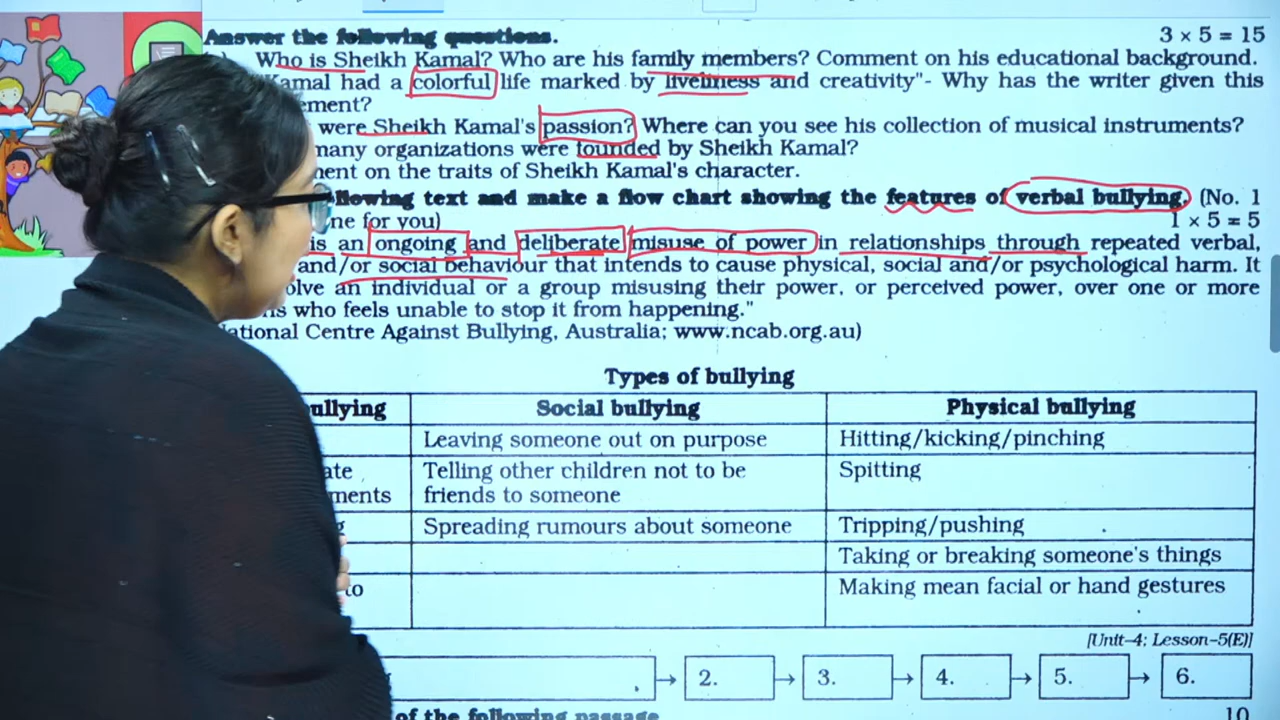 Answer the following questions. 3 × 5 = 15
Who is Sheikh Kamal? Who are his family members? Comment on his educational background.
Kamal had a colorful life marked by liveliness and creativity"- Why has the writer given this
ement?
were Sheikh Kamal's passion? Where can you see his collection of musical instruments?
many organizations were founded by Sheikh Kamal?
ment on the traits of Sheikh Kamal's character.
llowing text and make a flow chart showing the features of verbal bullying. (No. 1
ne for you) 1 × 5 = 5
is an ongoing and deliberate misuse of power in relationships through repeated verbal,
and/or social behaviour that intends to cause physical, social and/or psychological harm. It
olve an individual or a group misusing their power, or perceived power, over one or more
ns who feels unable to stop it from happening."
National Centre Against Bullying, Australia; www.ncab.org.au)
Types of bullying
ullying Social bullying Physical bullying
Leaving someone out on purpose Hitting/kicking/pinching
ate Telling other children not to be Spitting
ments friends to someone
g Spreading rumours about someone Tripping/pushing
Taking or breaking someone's things
to Making mean facial or hand gestures
[Unit-4; Lesson-5(E)]
→ 2. → 3. → 4. → 5. → 6.
of the following passage 10